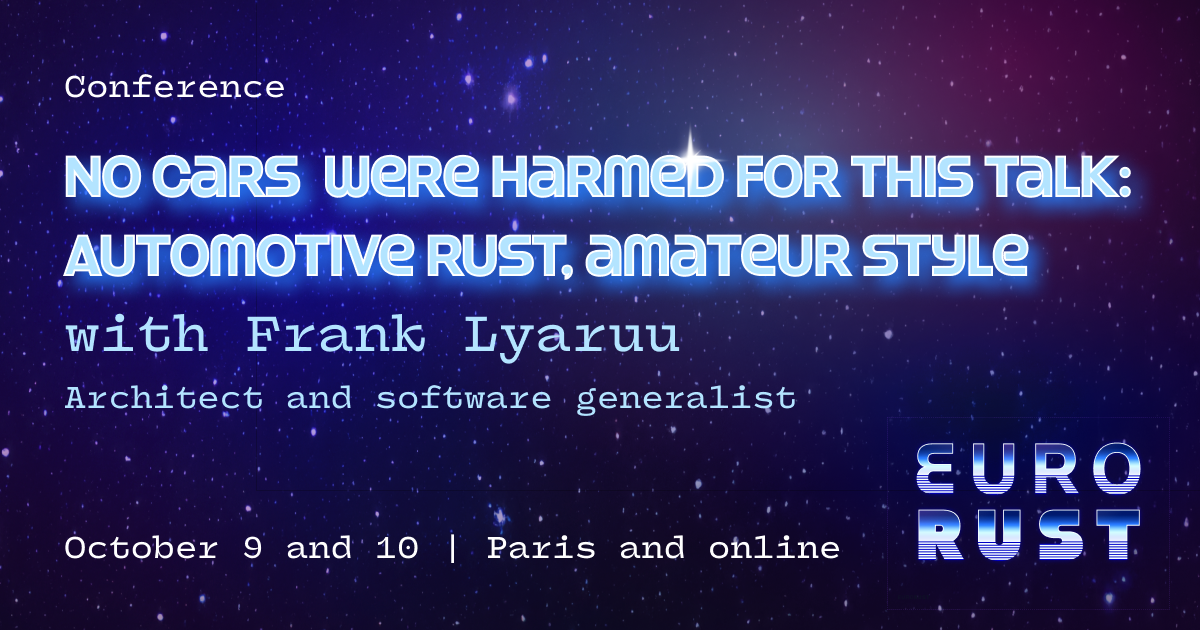 Conference
NO CARS WERE HARMED FOR THIS TALK:
AUTOMOTIVE RUST, AMATEUR STYLE
with Frank Lyaruu
Architect and software generalist
October 9 and 10 | Paris and online
EURO
RUST